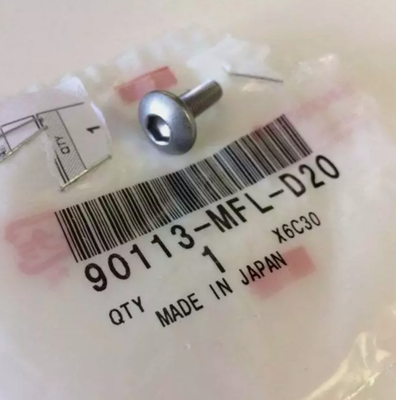 QTY 1
90113-MFL-D20
QTY 1 X6C30
MADE IN JAPAN